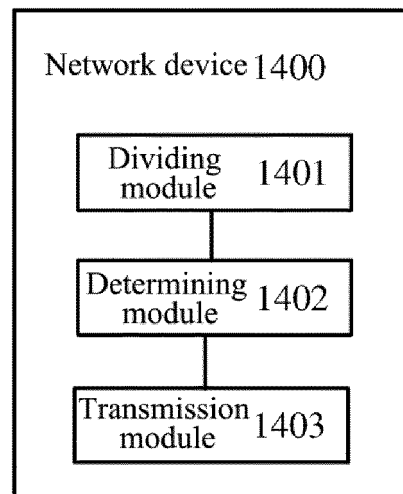 Network device 1400
Dividing
module 1401
Determining
module 1402
Transmission
module 1403